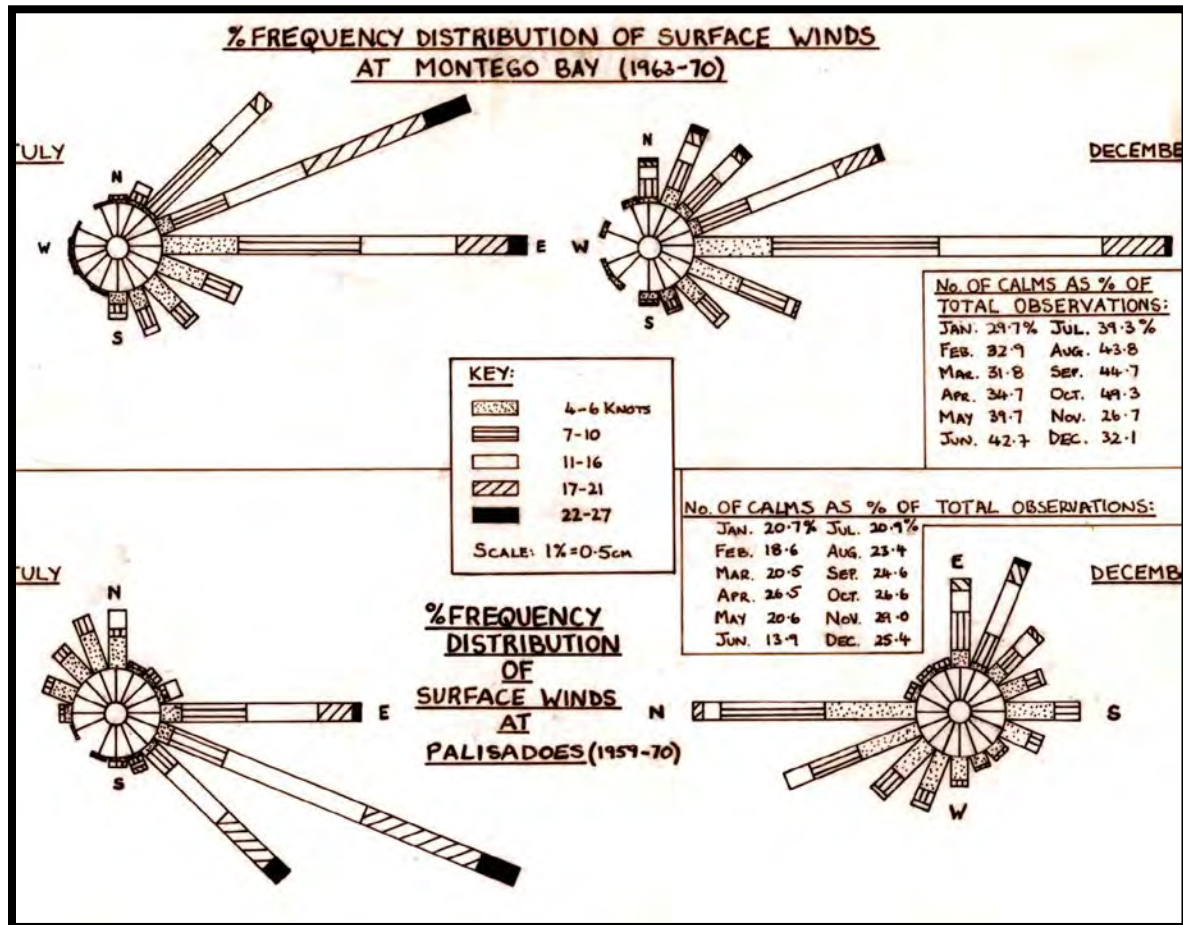 % FREQUENCY DISTRIBUTION OF SURFACE WINDS
AT MONTEGO BAY (1963-70)
TULY
DECEMBE
N
W
E
S
N
W
S
No. OF CALMS AS % OF
TOTAL OBSERVATIONS:
JAN. 29.7% JUL. 39.3%
FEB. 32.9 AUG. 43.8
MAR. 31.8 SEP. 44.7
APR. 34.7 OCT. 49.3
MAY 39.7 NOV. 26.7
JUN. 42.7 DEC. 32.1
KEY:
4-6 KNOTS
7-10
11-16
17-21
22-27
SCALE: 1%=0.5cm
No. OF CALMS AS % OF TOTAL OBSERVATIONS:
JAN. 20.7% JUL. 20.9%
FEB. 18.6 AUG. 23.4
MAR. 20.5 SEP. 24.6
APR. 26.5 OCT. 26.6
MAY 20.6 NOV. 29.0
JUN. 13.9 DEC. 25.4
TULY
DECEMB
N
E
S
% FREQUENCY
DISTRIBUTION
OF
SURFACE WINDS
AT
PALISADOES (1959-70)
E
N
S
W